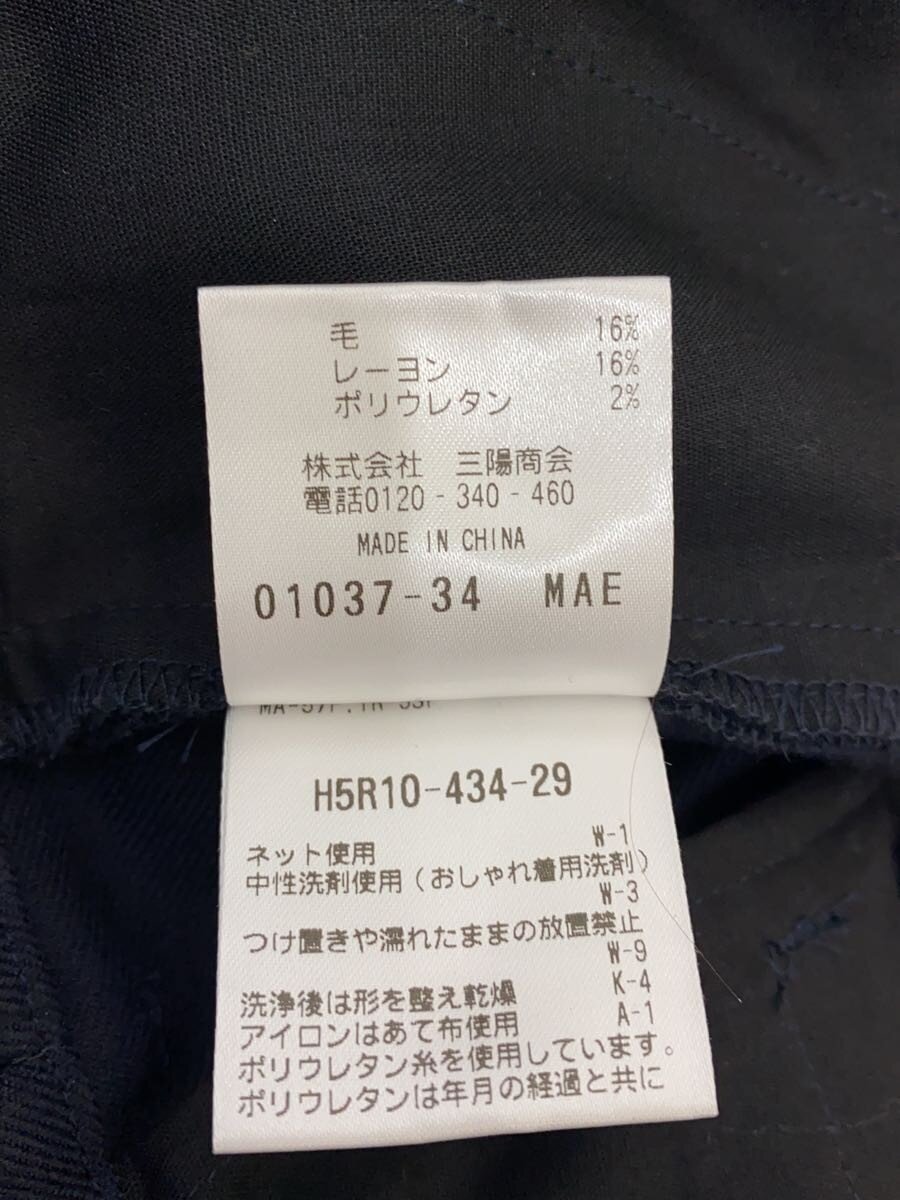 毛 16%
レーヨン 16%
ポリウレタン 2%
株式会社 三陽商会
電話0120-340-460
MADE IN CHINA
01037-34 MAE
H5R10-434-29
W-1
ネット使用
中性洗剤使用(おしゃれ着用洗剤)
W-3
つけ置きや濡れたままの放置禁止
W-9
K-4
洗浄後は形を整え乾燥
A-1
アイロンはあて布使用
ポリウレタン糸を使用しています。
ポリウレタンは年月の経過と共に